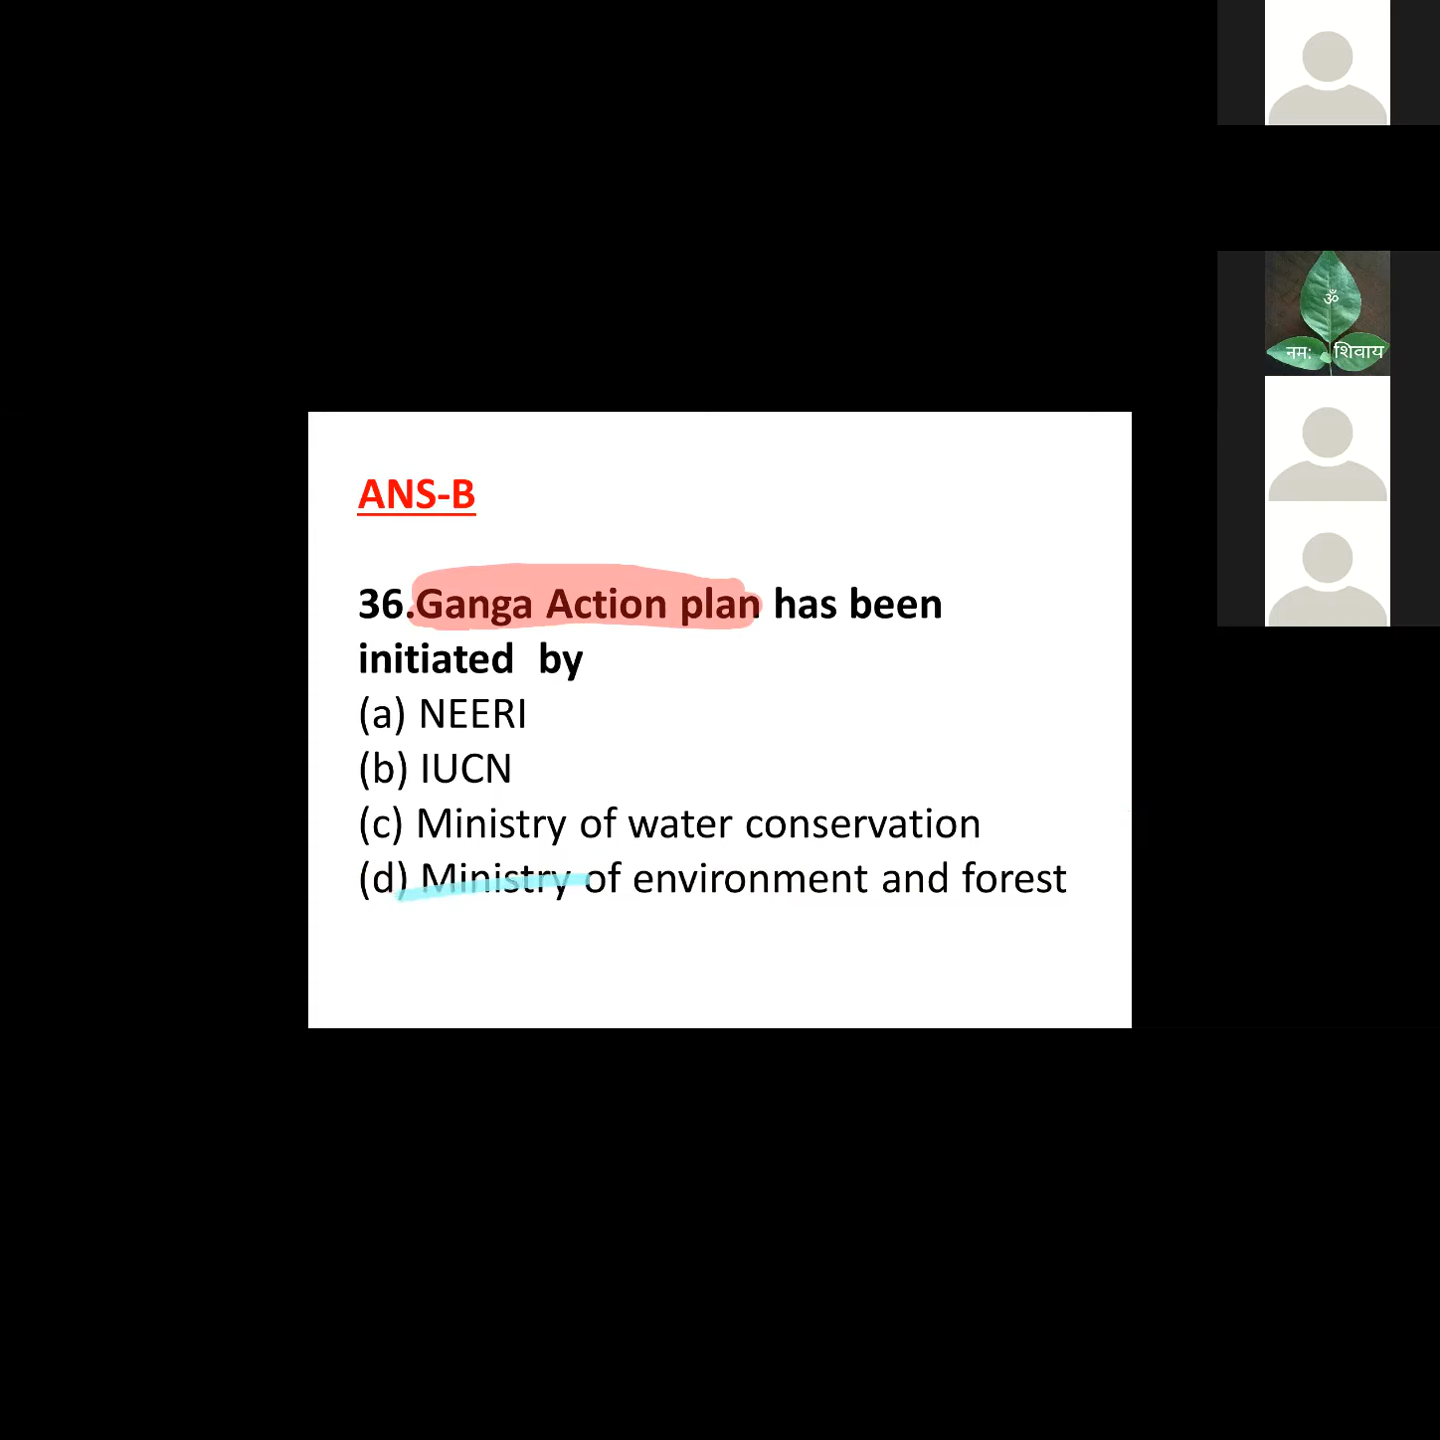 ॐ
नम: शिवाय
ANS-B
36.Ganga Action plan has been
initiated by
(a) NEERI
(b) IUCN
(c) Ministry of water conservation
(d) Ministry of environment and forest